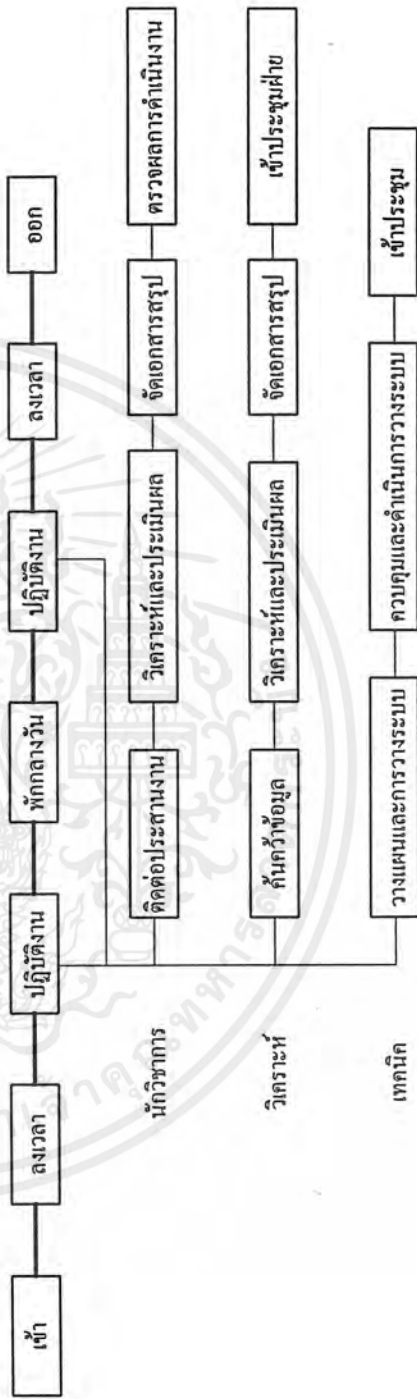 เข้า
ลงเวลา
ปฏิบัติงาน
พักกลางวัน
ปฏิบัติงาน
ลงเวลา
ออก
นักวิชาการ
ติดต่อประสานงาน
วิเคราะห์และประเมินผล
จัดเอกสารสรุป
ตรวจผลการดำเนินงาน
วิเคราะห์
ค้นคว้าข้อมูล
วิเคราะห์และประเมินผล
จัดเอกสารสรุป
เข้าประชุมฝ่าย
เทคนิค
วางแผนและการวางระบบ
ควบคุมและดำเนินการวางระบบ
เข้าประชุม